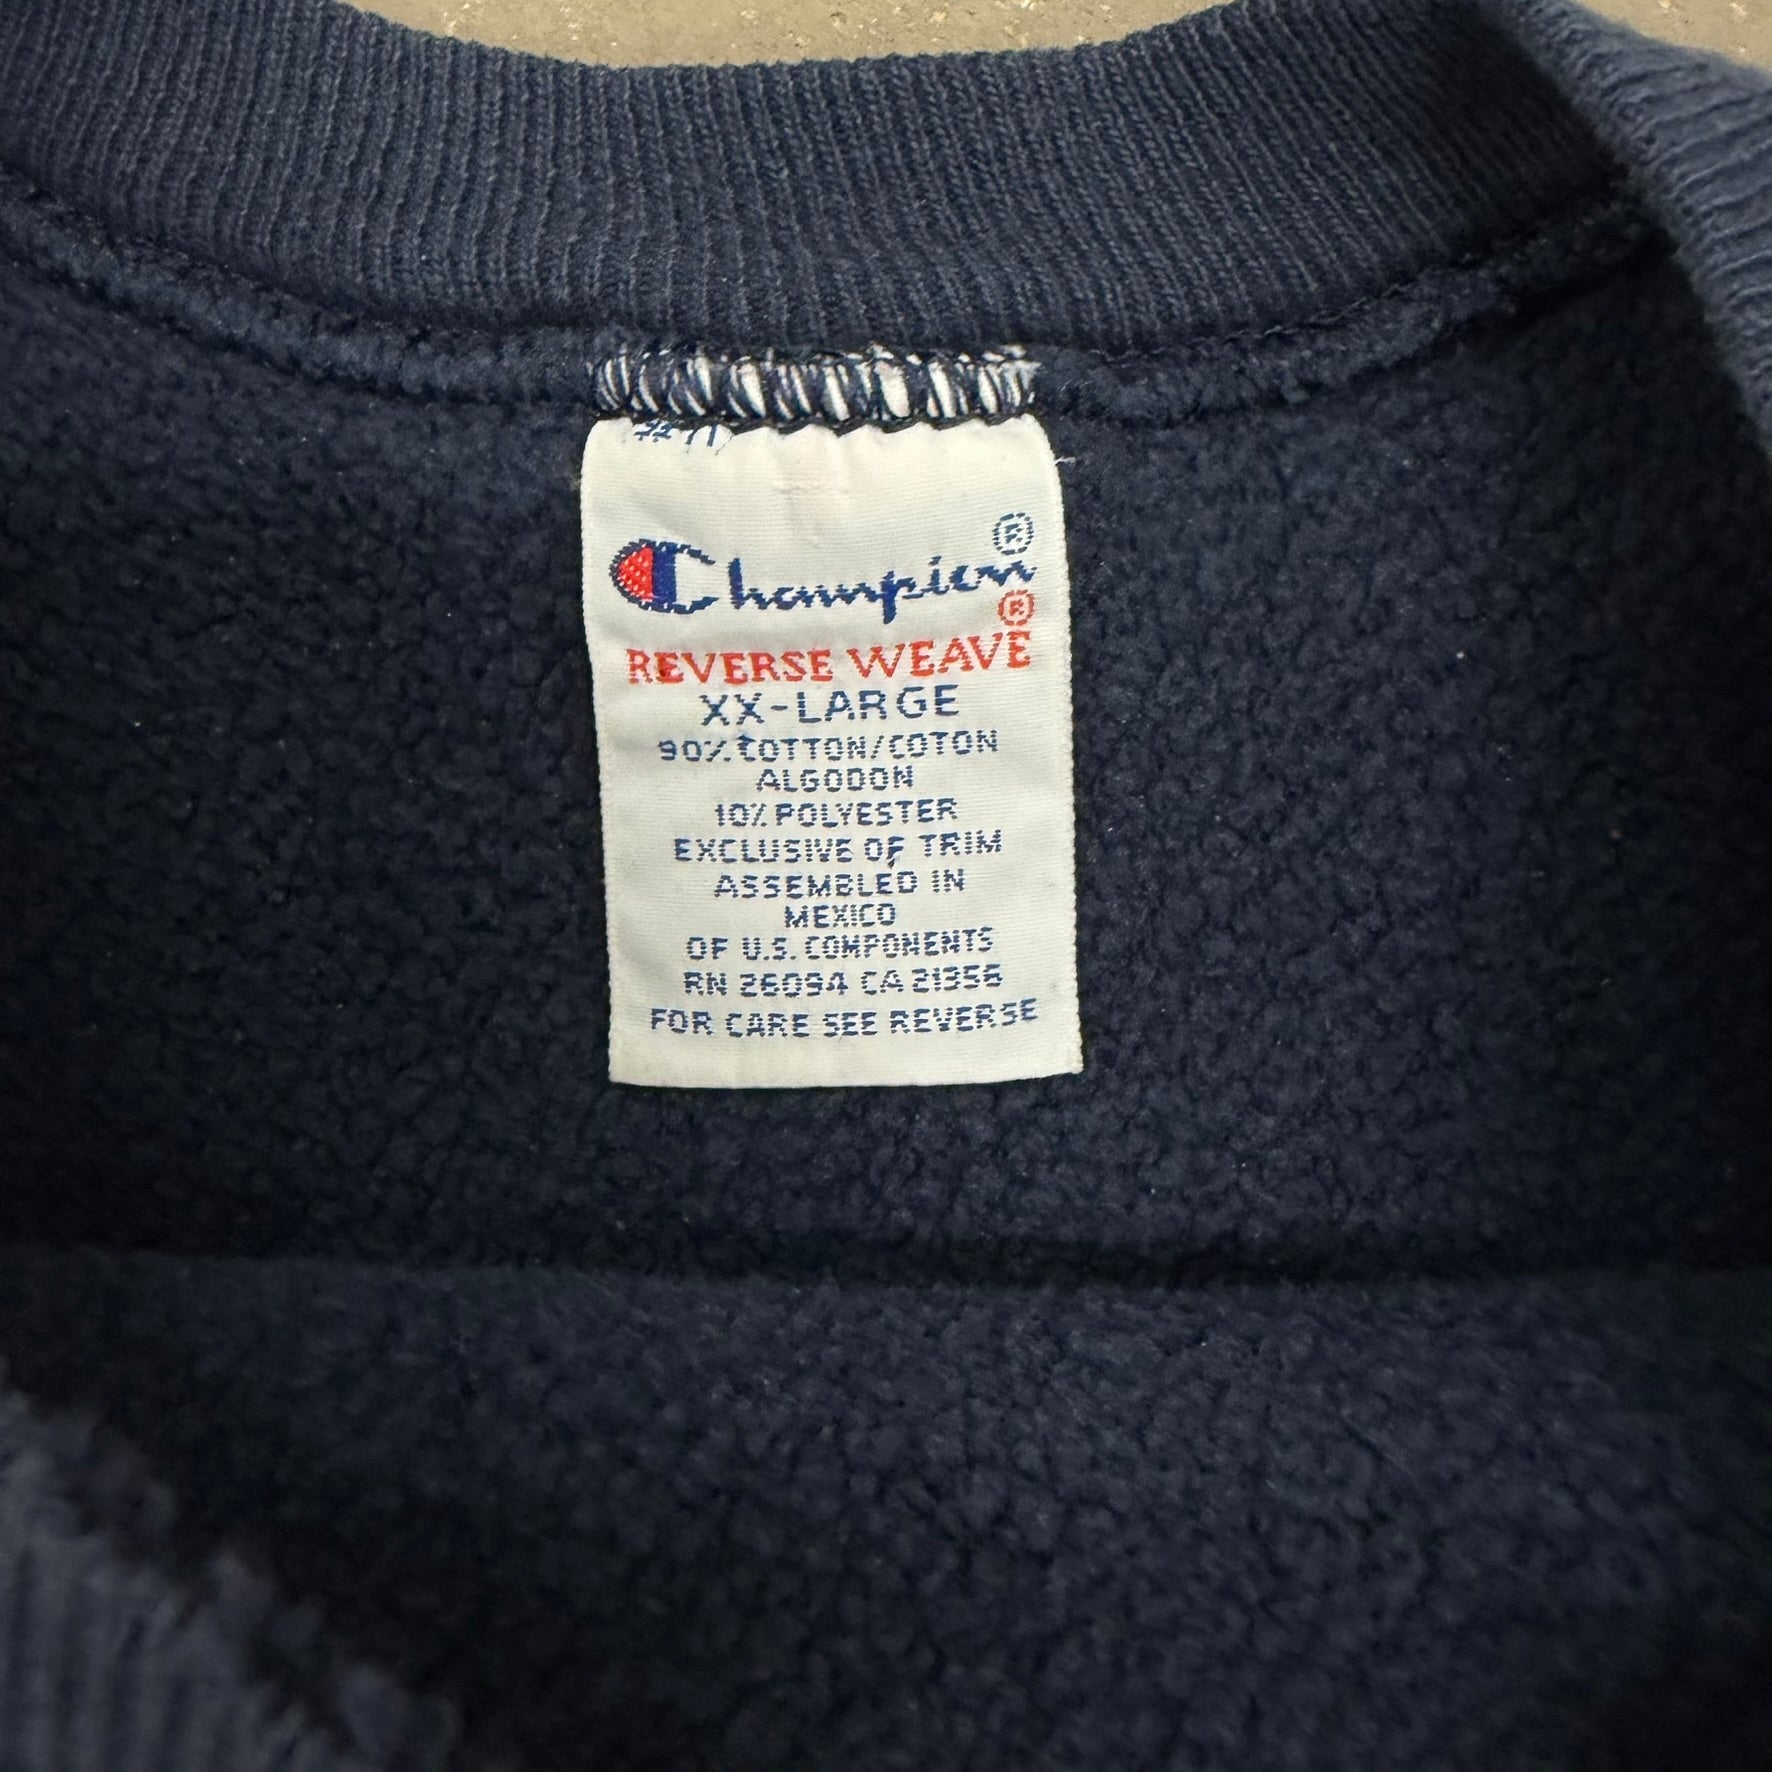 Champion®
REVERSE WEAVE®
XX-LARGE
90% COTTON/COTON
ALGODON
10% POLYESTER
EXCLUSIVE OF TRIM
ASSEMBLED IN
MEXICO
OF U.S. COMPONENTS
RN 26094 CA 21356
FOR CARE SEE REVERSE